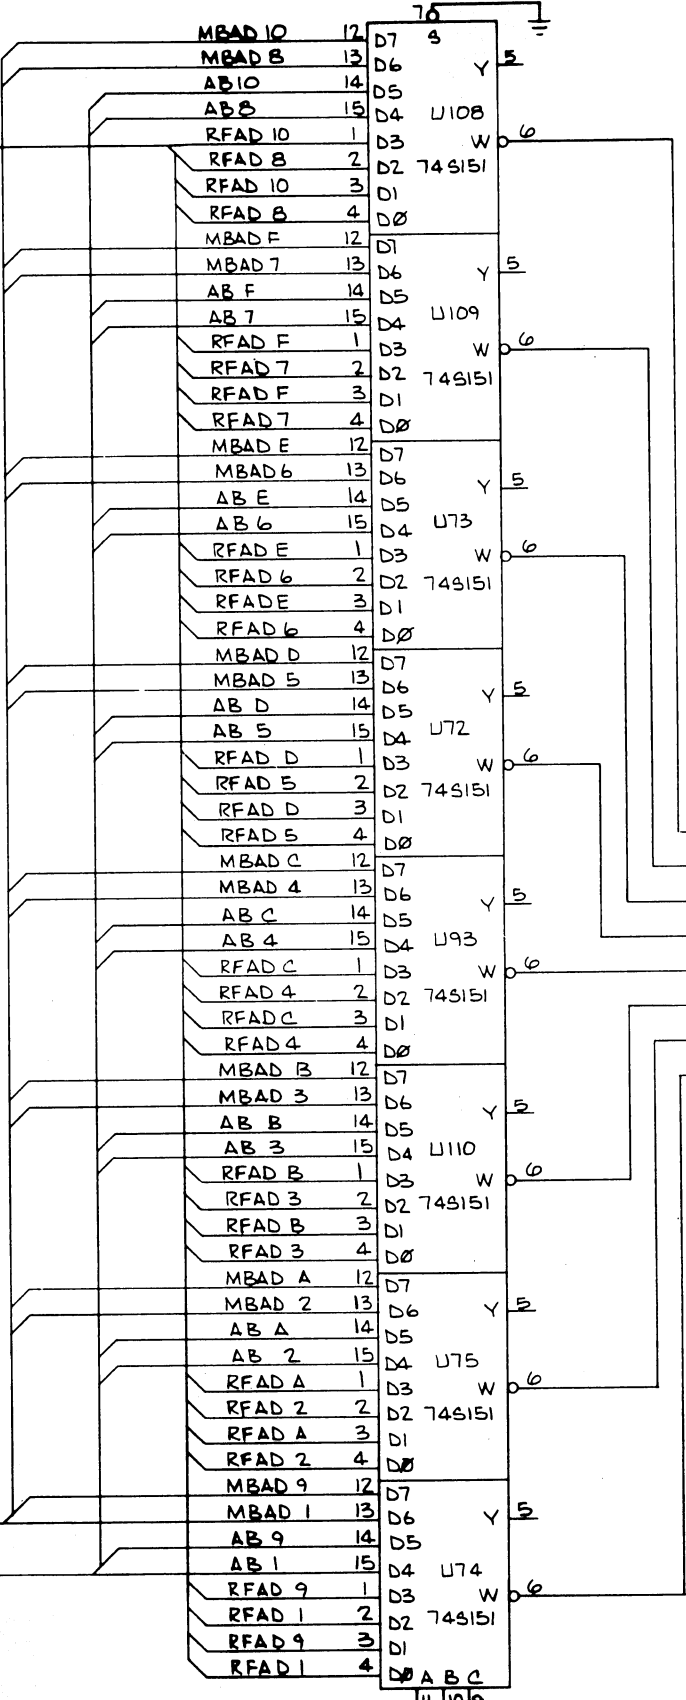 7
MBAD 10 12 D7 S
MBAD 8 13 D6 Y 5
AB10 14 D5
AB8 15 D4 U108
RFAD 10 1 D3 W 6
RFAD 8 2 D2 74S151
RFAD 10 3 D1
RFAD 8 4 DØ
MBAD F 12 D7
MBAD 7 13 D6 Y 5
AB F 14 D5
AB 7 15 D4 U109
RFAD F 1 D3 W 6
RFAD 7 2 D2 74S151
RFAD F 3 D1
RFAD 7 4 DØ
MBAD E 12 D7
MBAD 6 13 D6 Y 5
AB E 14 D5
AB 6 15 D4 U73
RFAD E 1 D3 W 6
RFAD 6 2 D2 74S151
RFAD E 3 D1
RFAD 6 4 DØ
MBAD D 12 D7
MBAD 5 13 D6 Y 5
AB D 14 D5
AB 5 15 D4 U72
RFAD D 1 D3 W 6
RFAD 5 2 D2 74S151
RFAD D 3 D1
RFAD 5 4 DØ
MBAD C 12 D7
MBAD 4 13 D6 Y 5
AB C 14 D5
AB 4 15 D4 U93
RFAD C 1 D3 W 6
RFAD 4 2 D2 74S151
RFAD C 3 D1
RFAD 4 4 DØ
MBAD B 12 D7
MBAD 3 13 D6 Y 5
AB B 14 D5
AB 3 15 D4 U110
RFAD B 1 D3 W 6
RFAD 3 2 D2 74S151
RFAD B 3 D1
RFAD 3 4 DØ
MBAD A 12 D7
MBAD 2 13 D6 Y 5
AB A 14 D5
AB 2 15 D4 U75
RFAD A 1 D3 W 6
RFAD 2 2 D2 74S151
RFAD A 3 D1
RFAD 2 4 DØ
MBAD 9 12 D7
MBAD 1 13 D6 Y 5
AB 9 14 D5
AB 1 15 D4 U74
RFAD 9 1 D3 W 6
RFAD 1 2 D2 74S151
RFAD 9 3 D1
RFAD 1 4 DØ A B C